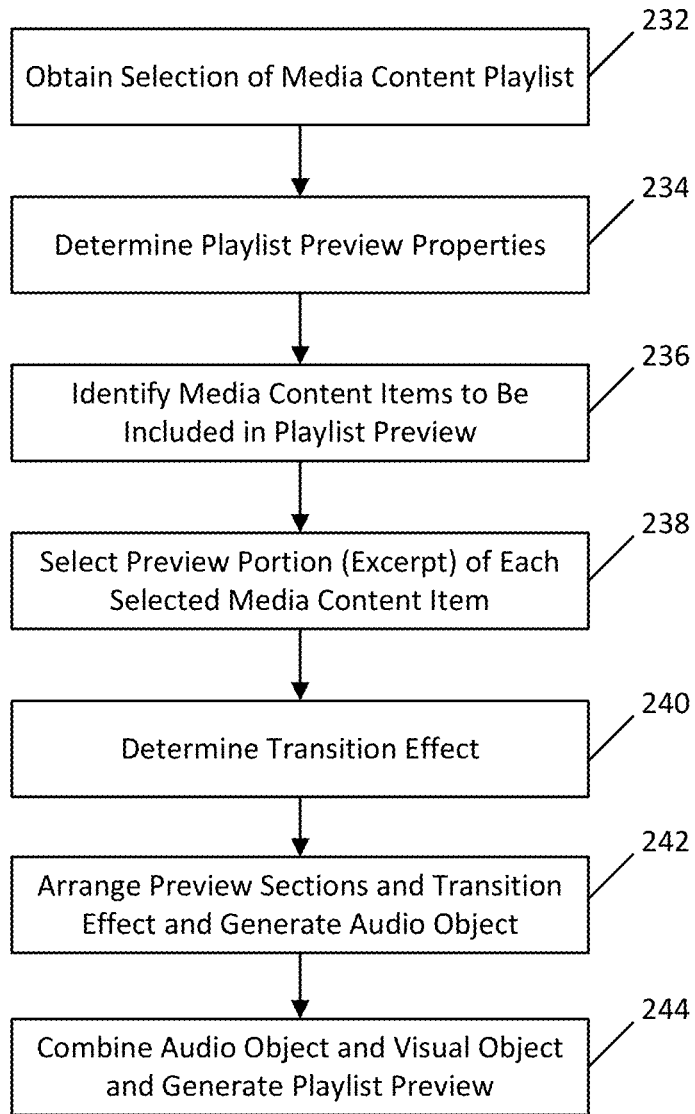 232
Obtain Selection of Media Content Playlist
234
Determine Playlist Preview Properties
236
Identify Media Content Items to Be
Included in Playlist Preview
238
Select Preview Portion (Excerpt) of Each
Selected Media Content Item
240
Determine Transition Effect
242
Arrange Preview Sections and Transition
Effect and Generate Audio Object
244
Combine Audio Object and Visual Object
and Generate Playlist Preview